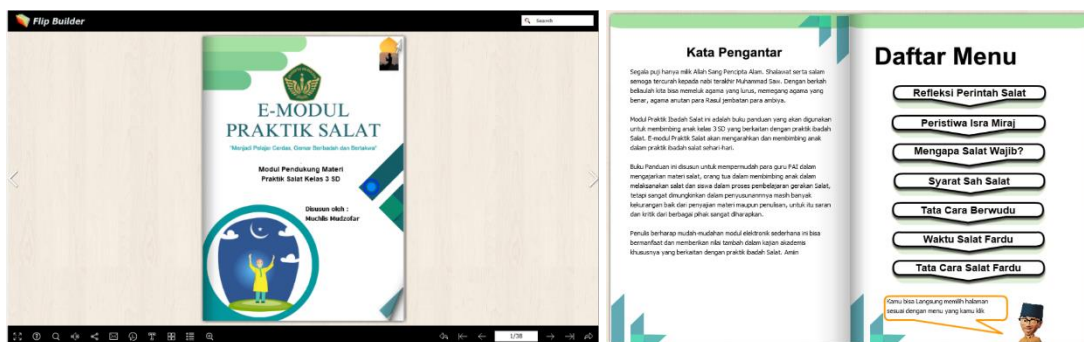 Flip Builder
Search
E-MODUL
PRAKTIK SALAT
"Menjadi Pelajar Cerdas, Gemar Beribadah dan Bertakwa"
Modul Pendukung Materi
Praktik Salat Kelas 3 SD
Disusun oleh :
Muchlis Mudzofar
1/38
Kata Pengantar
Segala puji hanya milik Allah Sang Pencipta Alam. Shalawat serta salam
semoga tercurah kepada nabi terakhir Muhammad Saw. Dengan berkah
beliaulah kita bisa memeluk agama yang lurus, memegang agama yang
benar, agama anutan para Rasul jembatan para ambiya.
Modul Praktik Ibadah Salat ini adalah buku panduan yang akan digunakan
untuk membimbing anak kelas 3 SD yang berkaitan dengan praktik ibadah
Salat. E-modul Praktik Salat akan mengarahkan dan membimbing anak
dalam praktik ibadah salat sehari-hari.
Buku Panduan ini disusun untuk mempermudah para guru PAI dalam
mengajarkan materi salat, orang tua dalam membimbing anak dalam
melaksanakan salat dan siswa dalam proses pembelajaran gerakan Salat,
tetapi sangat dimungkinkan dalam penyusunannya masih banyak
kekurangan baik dari penyajian materi maupun penulisan, untuk itu saran
dan kritik dari berbagai pihak sangat diharapkan.
Penulis berharap mudah-mudahan modul elektronik sederhana ini bisa
bermanfaat dan memberikan nilai tambah dalam kajian akademis
khususnya yang berkaitan dengan praktik ibadah Salat. Amin
Daftar Menu
Refleksi Perintah Salat
Peristiwa Isra Miraj
Mengapa Salat Wajib?
Syarat Sah Salat
Tata Cara Berwudu
Waktu Salat Fardu
Tata Cara Salat Fardu
Kamu bisa Langsung memilih halaman
sesuai dengan menu yang kamu klik